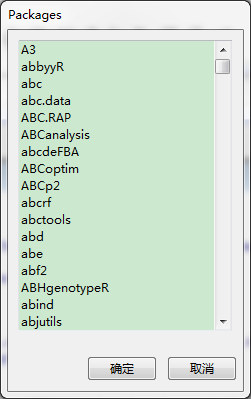 Packages
A3
abbyyR
abc
abc.data
ABC.RAP
ABCanalysis
abcdeFBA
ABCoptim
ABCp2
abcrf
abctools
abd
abe
abf2
ABHgenotypeR
abind
abjutils
确定
取消